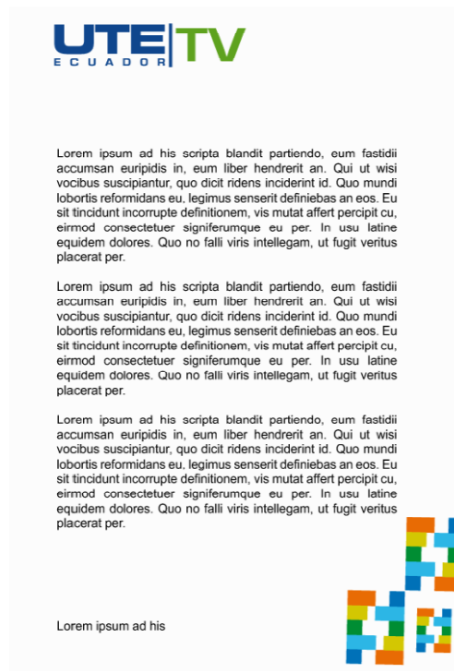 UTE TV
ECUADOR
Lorem ipsum ad his scripta blandit partiendo, eum fastidii
accumsan euripidis in, eum liber hendrerit an. Qui ut wisi
vocibus suscipiantur, quo dicit ridens inciderint id. Quo mundi
lobortis reformidans eu, legimus senserit definiebas an eos. Eu
sit tincidunt incorrupte definitionem, vis mutat affert percipit cu,
eirmod consectetuer signiferumque eu per. In usu latine
equidem dolores. Quo no falli viris intellegam, ut fugit veritus
placerat per.
Lorem ipsum ad his scripta blandit partiendo, eum fastidii
accumsan euripidis in, eum liber hendrerit an. Qui ut wisi
vocibus suscipiantur, quo dicit ridens inciderint id. Quo mundi
lobortis reformidans eu, legimus senserit definiebas an eos. Eu
sit tincidunt incorrupte definitionem, vis mutat affert percipit cu,
eirmod consectetuer signiferumque eu per. In usu latine
equidem dolores. Quo no falli viris intellegam, ut fugit veritus
placerat per.
Lorem ipsum ad his scripta blandit partiendo, eum fastidii
accumsan euripidis in, eum liber hendrerit an. Qui ut wisi
vocibus suscipiantur, quo dicit ridens inciderint id. Quo mundi
lobortis reformidans eu, legimus senserit definiebas an eos. Eu
sit tincidunt incorrupte definitionem, vis mutat affert percipit cu,
eirmod consectetuer signiferumque eu per. In usu latine
equidem dolores. Quo no falli viris intellegam, ut fugit veritus
placerat per.
Lorem ipsum ad his